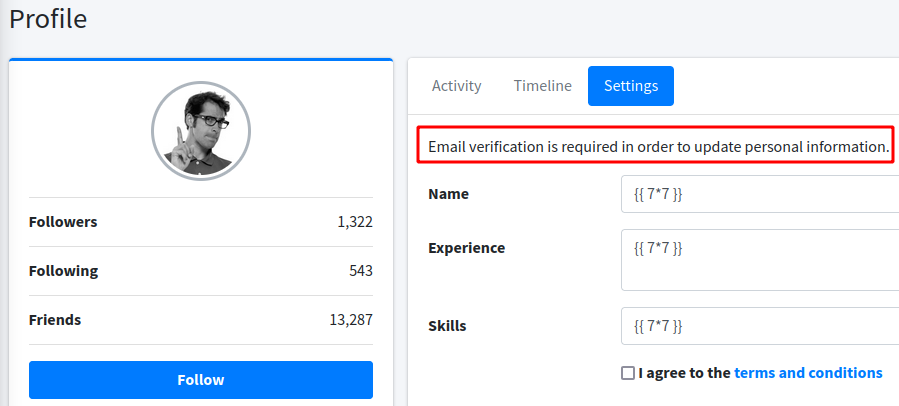 Profile
Followers 1,322
Following 543
Friends 13,287
Follow
Activity Timeline Settings
Email verification is required in order to update personal information.
Name {{ 7*7 }}
Experience {{ 7*7 }}
Skills {{ 7*7 }}
I agree to the terms and conditions